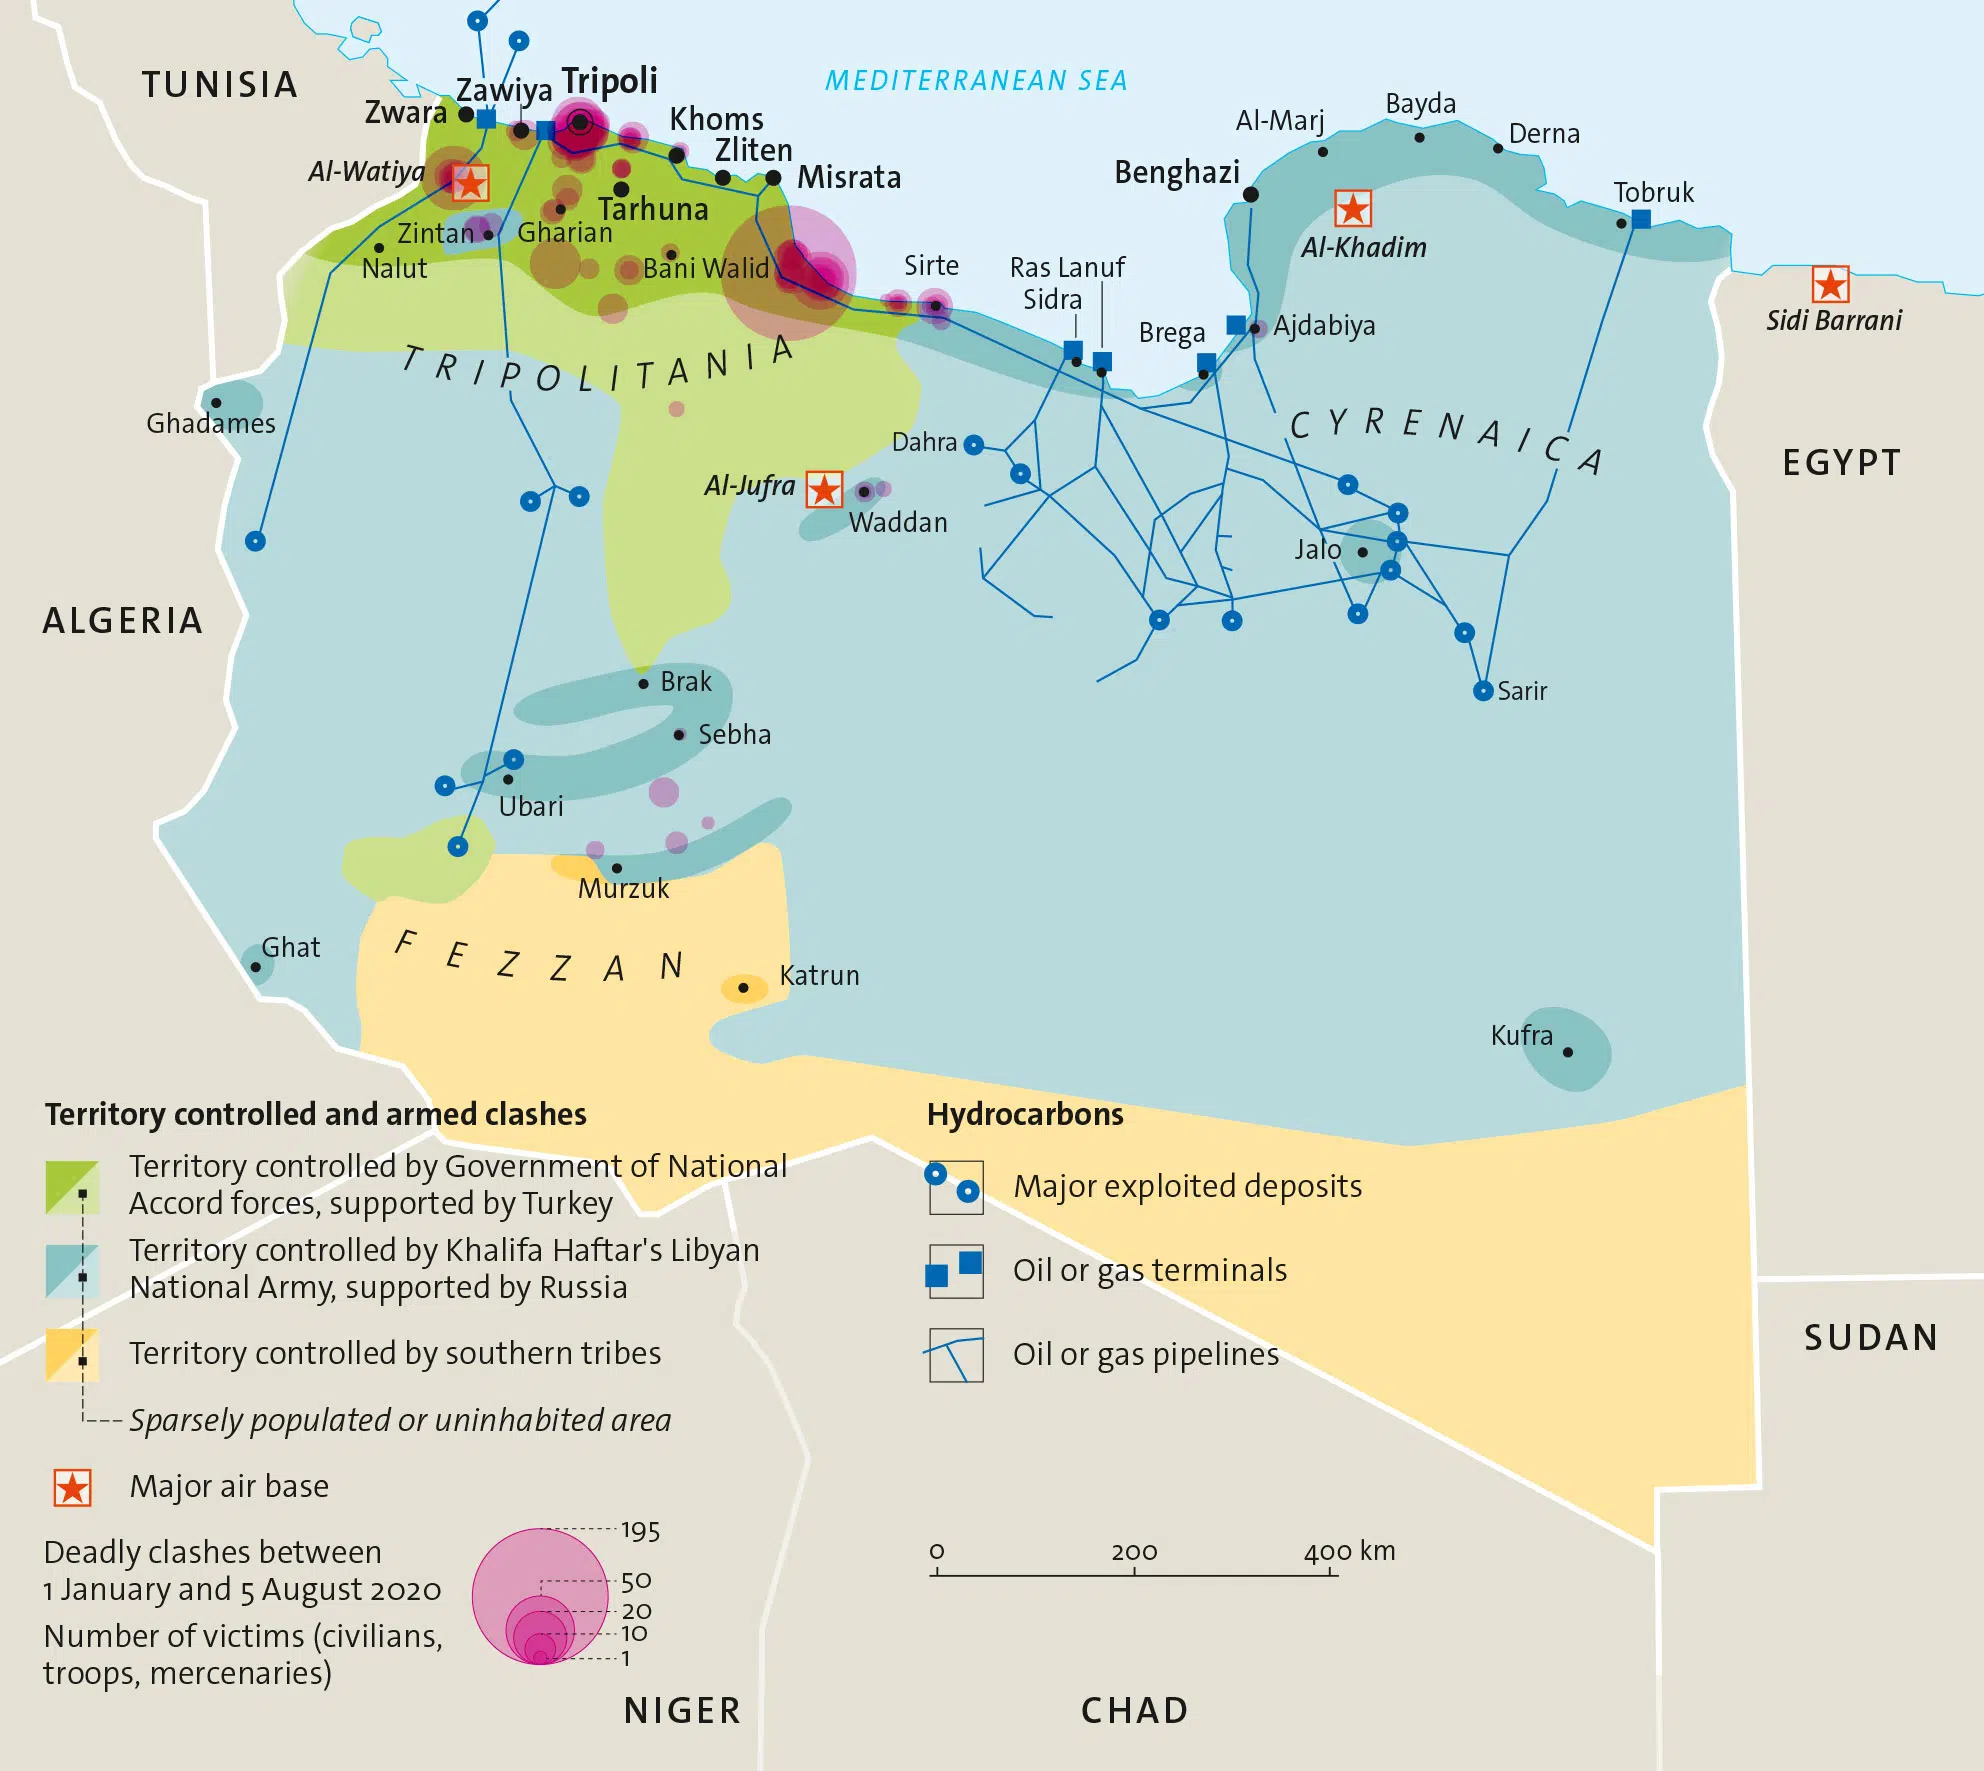 TUNISIA
Zawiya
Tripoli
MEDITERRANEAN SEA
Zwara
Khoms
Al-Marj
Bayda
Derna
Zliten
Al-Watiya
Misrata
Benghazi
Tobruk
Tarhuna
Zintan
Gharian
Al-Khadim
Nalut
Bani Walid
Sirte
Ras Lanuf
Sidra
Sidi Barrani
Brega
Ajdabiya
TRIPOLITANIA
Ghadames
CYRENAICA
Dahra
EGYPT
Al-Jufra
Waddan
Jalo
ALGERIA
Brak
Sarir
Sebha
Ubari
Murzuk
FEZZAN
Ghat
Katrun
Kufra
Territory controlled and armed clashes
Territory controlled by Government of National
Accord forces, supported by Turkey
Territory controlled by Khalifa Haftar's Libyan
National Army, supported by Russia
Territory controlled by southern tribes
Sparsely populated or uninhabited area
Major air base
Deadly clashes between
1 January and 5 August 2020
Number of victims (civilians,
troops, mercenaries)
195
50
20
10
1
Hydrocarbons
Major exploited deposits
Oil or gas terminals
Oil or gas pipelines
0 200 400 km
SUDAN
NIGER
CHAD